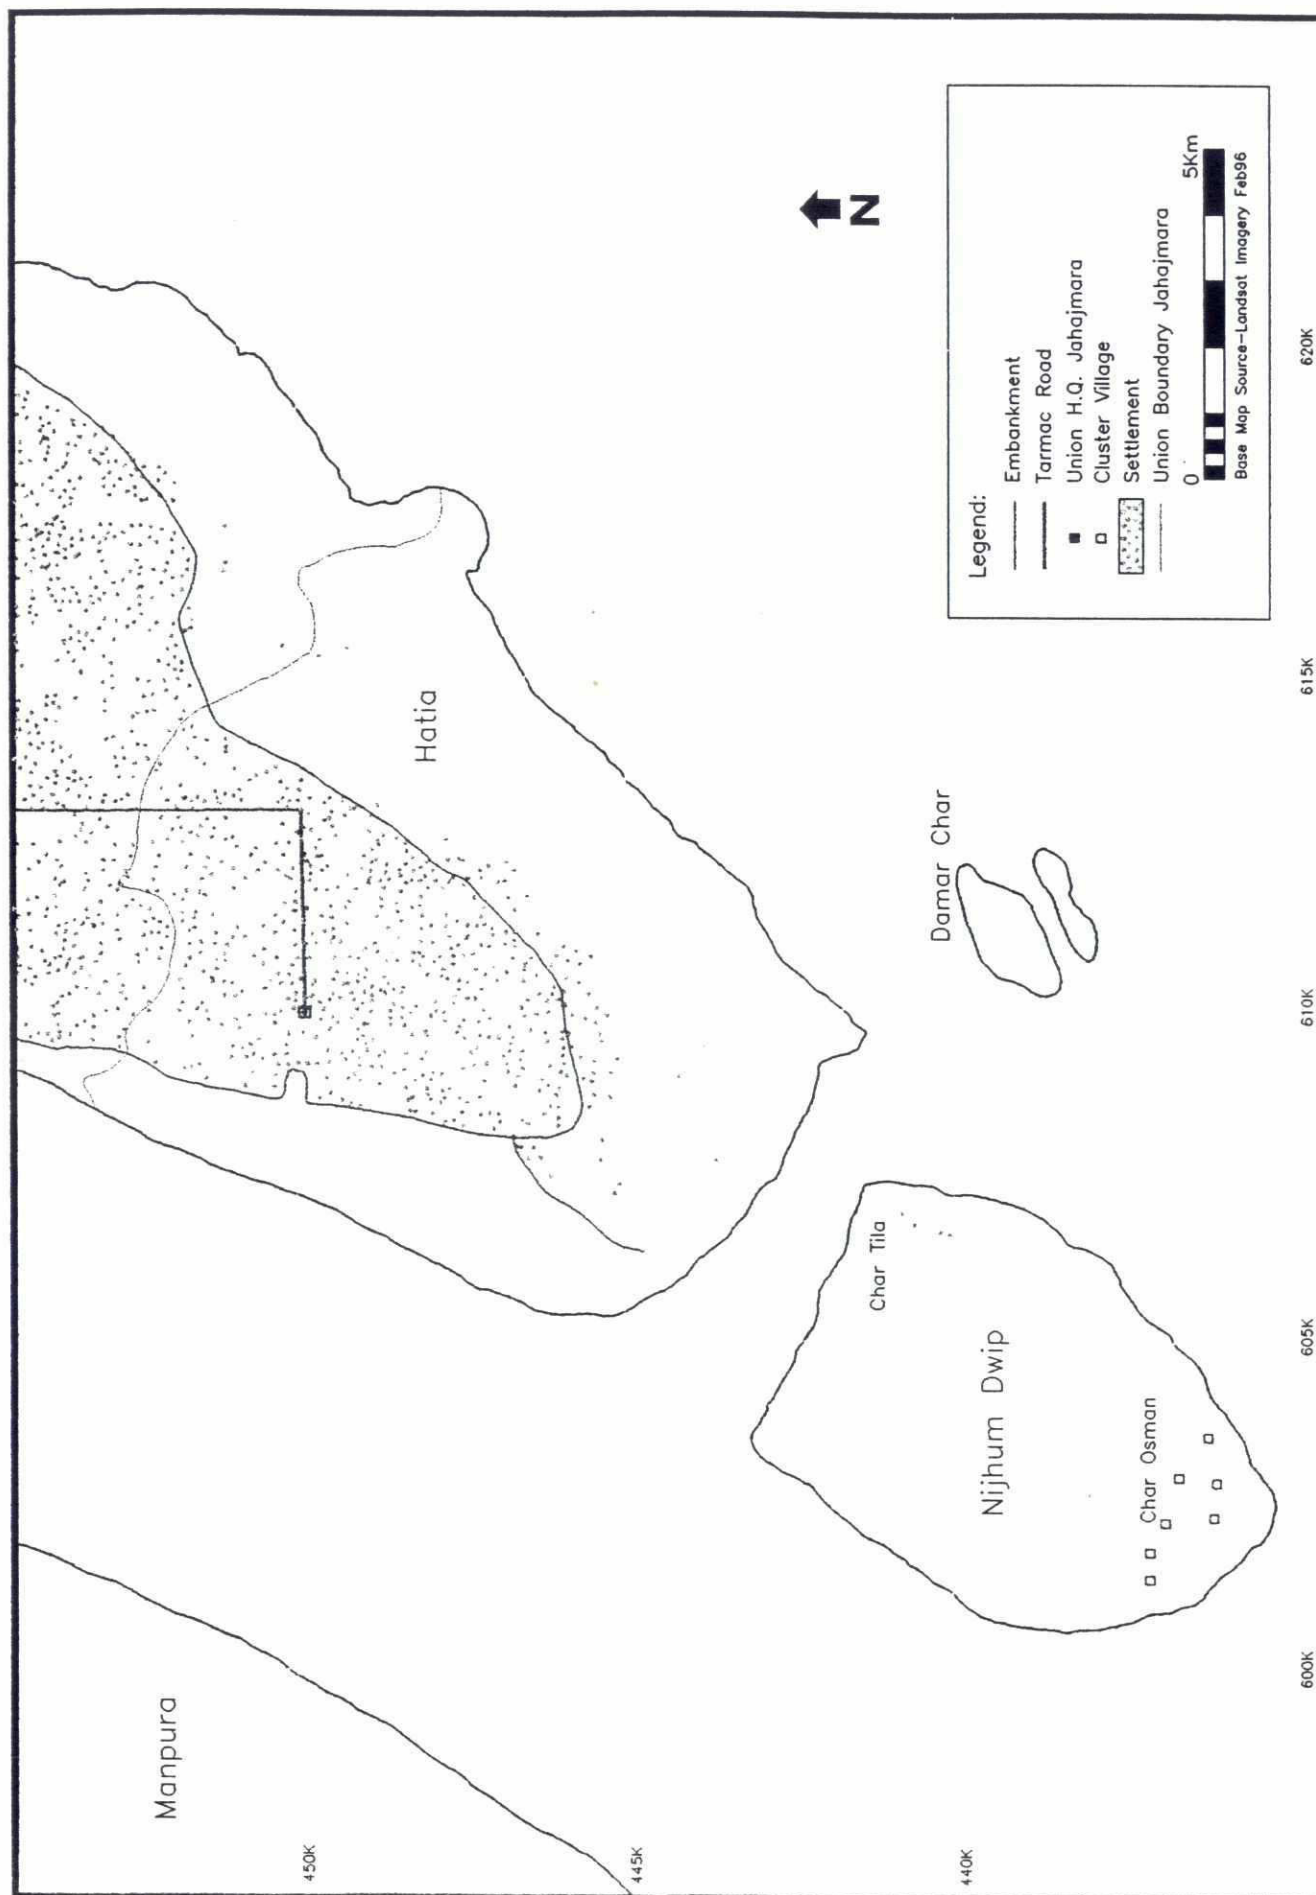 Manpura
Hatia
Damar Char
Char Tila
Nijhum Dwip
Char Osman
N
Legend:
Embankment
Tarmac Road
Union H.Q. Jahajmara
Cluster Village
Settlement
Union Boundary Jahajmara
0 5Km
Base Map Source-Landsat Imagery Feb96
450K
445K
440K
600K
605K
610K
615K
620K